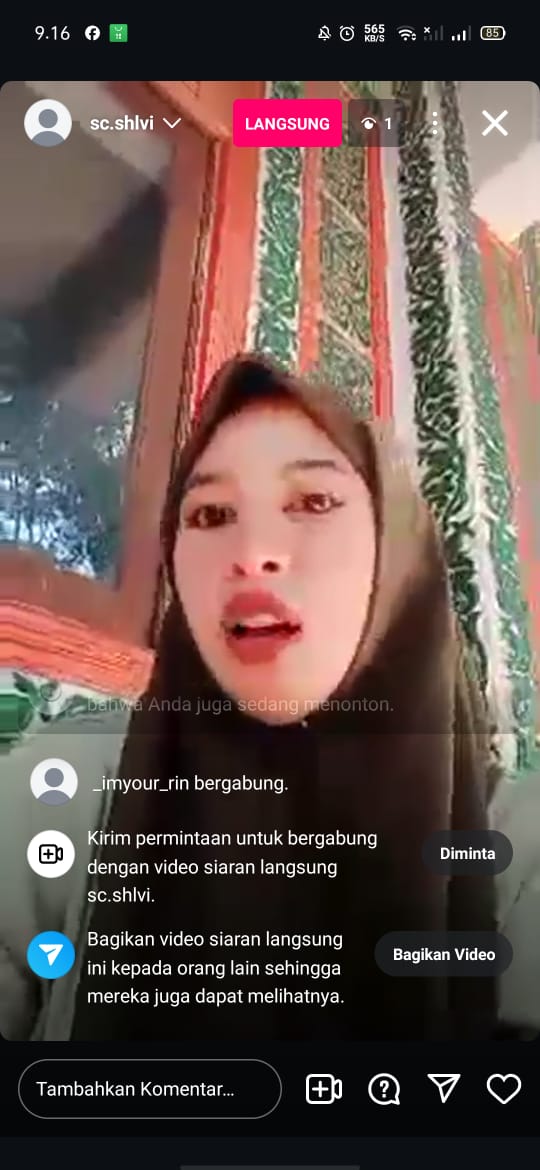 9.16
565
KB/S
85
sc.shlvi
LANGSUNG
1
bahwa Anda juga sedang menonton.
_imyour_rin bergabung.
Kirim permintaan untuk bergabung
dengan video siaran langsung
sc.shlvi.
Diminta
Bagikan video siaran langsung
ini kepada orang lain sehingga
mereka juga dapat melihatnya.
Bagikan Video
Tambahkan Komentar...